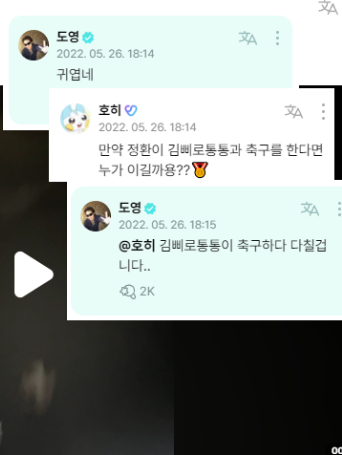 도영
2022. 05. 26. 18:14
귀엽네
호히
2022. 05. 26. 18:14
만약 정환이 김삐로통통과 축구를 한다면
누가 이길까용??🏅
도영
2022. 05. 26. 18:15
@호히 김삐로통통이 축구하다 다칠겁
니다..
2K
00